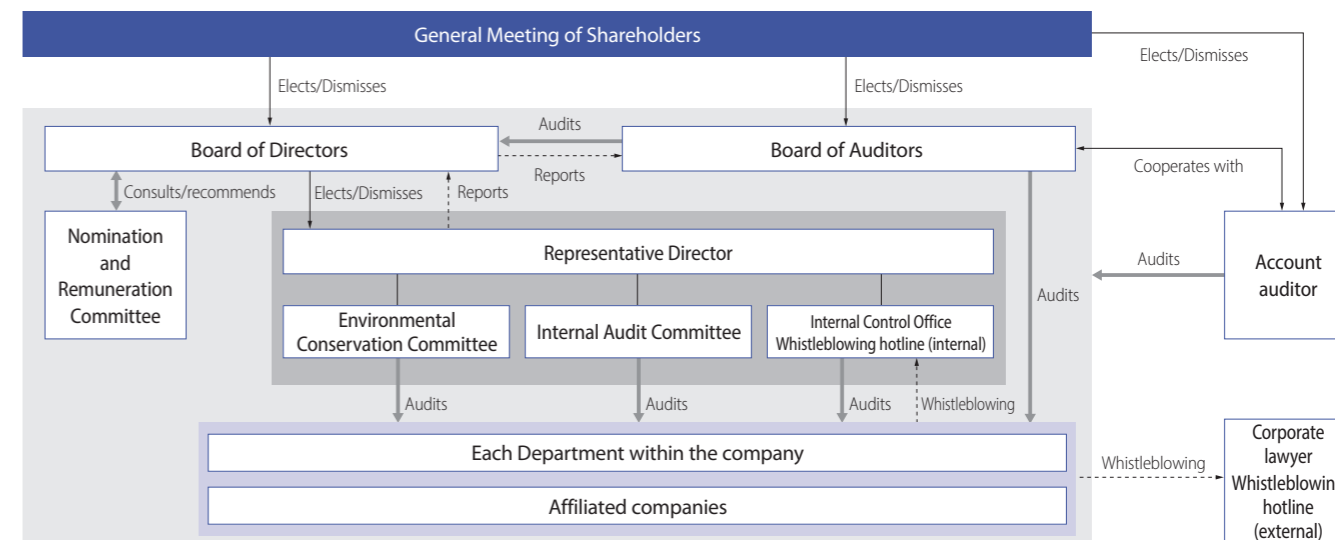 General Meeting of Shareholders
Elects/Dismisses
Elects/Dismisses
Elects/Dismisses
Board of Directors
Audits
Reports
Board of Auditors
Cooperates with
Consults/recommends
Elects/Dismisses
Reports
Nomination
and
Remuneration
Committee
Representative Director
Audits
Audits
Account
auditor
Environmental
Conservation Committee
Internal Audit Committee
Internal Control Office
Whistleblowing hotline (internal)
Audits
Audits
Audits
Whistleblowing
Each Department within the company
Affiliated companies
Whistleblowing
Corporate
lawyer
Whistleblowin
hotline
(external)